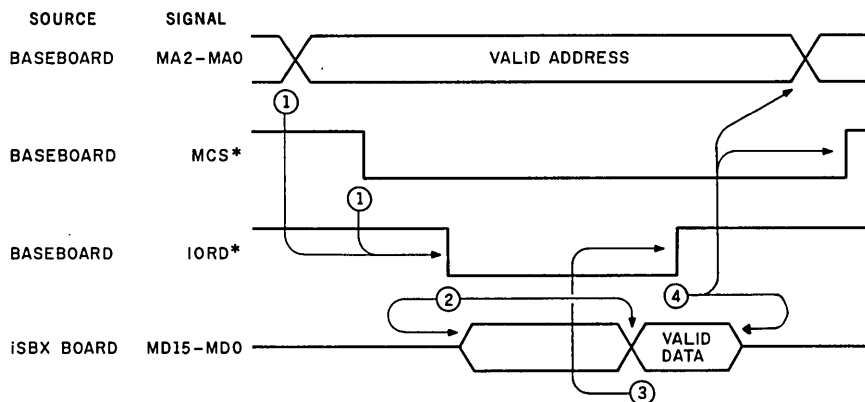 SOURCE SIGNAL
BASEBOARD MA2-MA0 VALID ADDRESS
1
BASEBOARD MCS*
1
BASEBOARD IORD*
2 4
iSBX BOARD MD15-MD0 VALID DATA
3